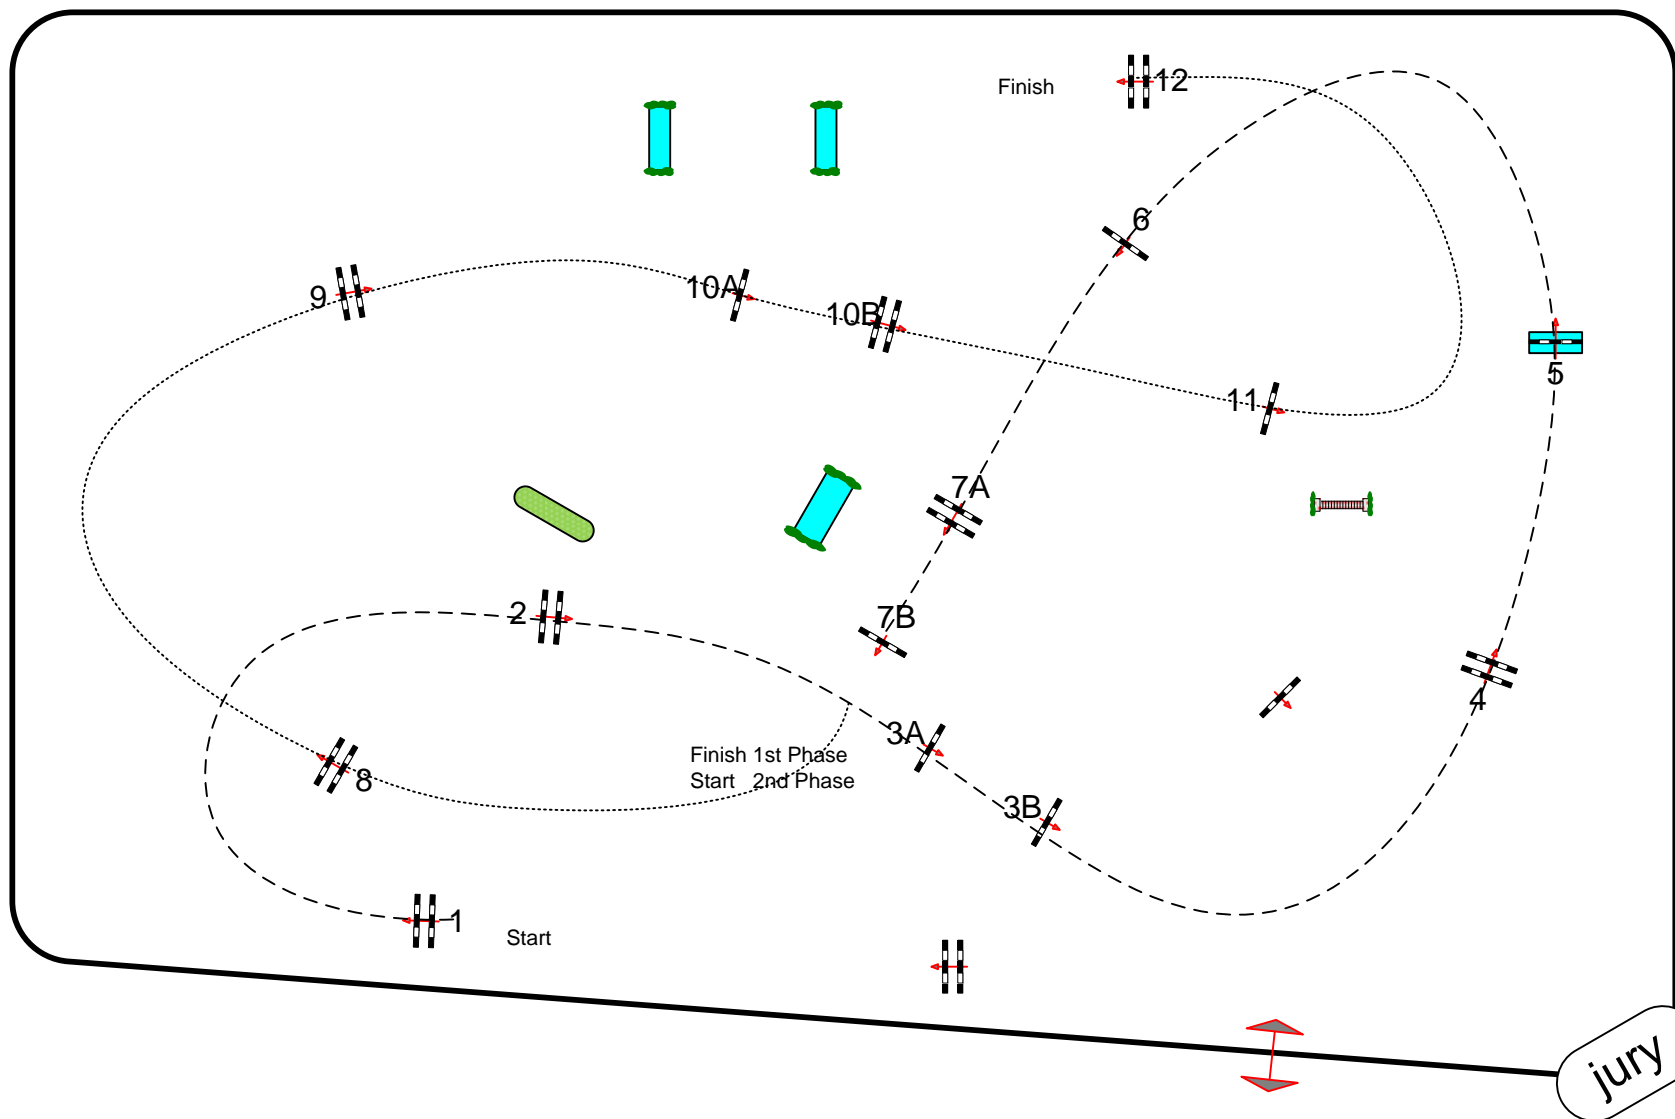 Finish
12
6
9
10A
10B
5
11
7A
2
7B
4
3A
Finish 1st Phase
Start 2nd Phase
8
3B
1
Start
jury